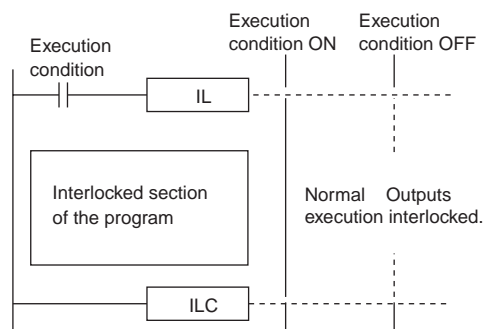 Execution
condition ON
Execution
condition OFF
Execution
condition
IL
Interlocked section
of the program
Normal
execution
Outputs
interlocked.
ILC